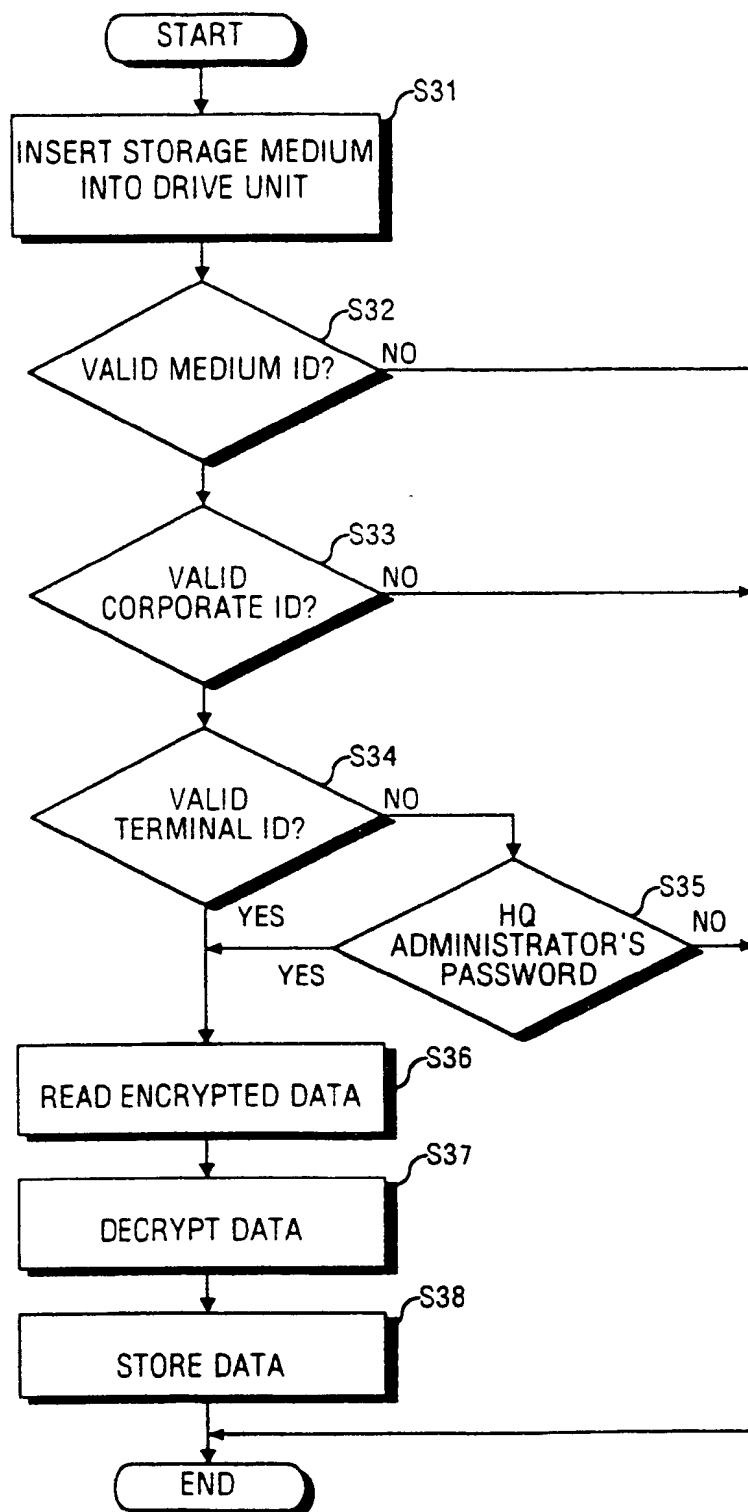 START
S31
INSERT STORAGE MEDIUM
INTO DRIVE UNIT
S32
VALID MEDIUM ID?
NO
S33
VALID
CORPORATE ID?
NO
S34
VALID
TERMINAL ID?
NO
YES
S35
HQ
ADMINISTRATOR'S
PASSWORD
NO
YES
S36
READ ENCRYPTED DATA
S37
DECRYPT DATA
S38
STORE DATA
END